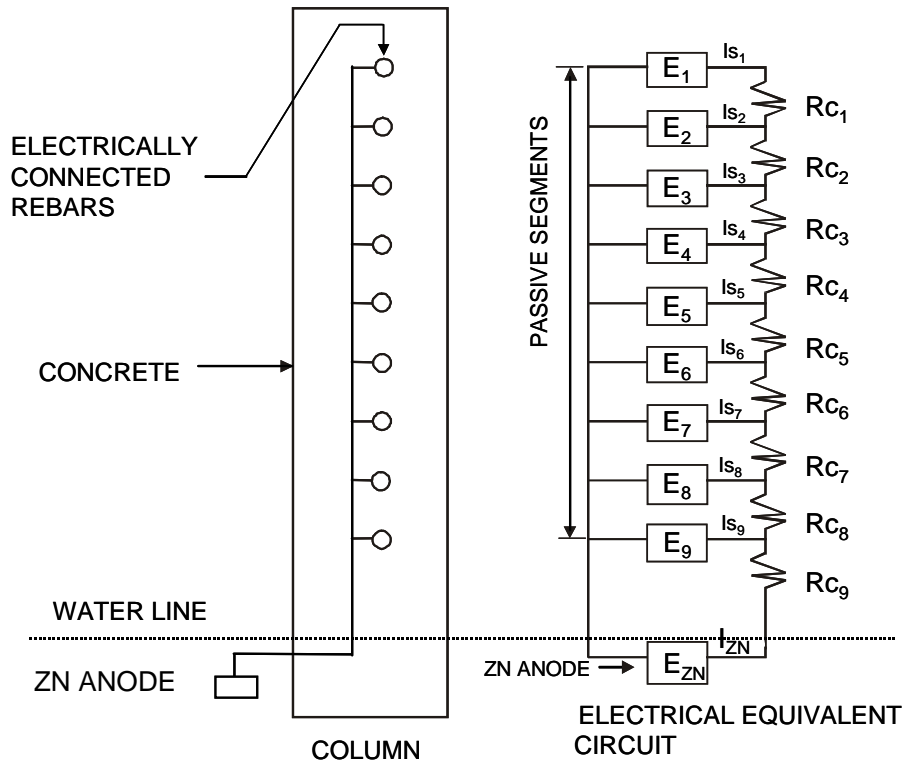 ELECTRICALLY
CONNECTED
REBARS
CONCRETE
WATER LINE
ZN ANODE
COLUMN
PASSIVE SEGMENTS
E1 Is1
Rc1
E2 Is2
Rc2
E3 Is3
Rc3
E4 Is4
Rc4
E5 Is5
Rc5
E6 Is6
Rc6
E7 Is7
Rc7
E8 Is8
Rc8
E9 Is9
Rc9
ZN ANODE EZN IZN
ELECTRICAL EQUIVALENT
CIRCUIT